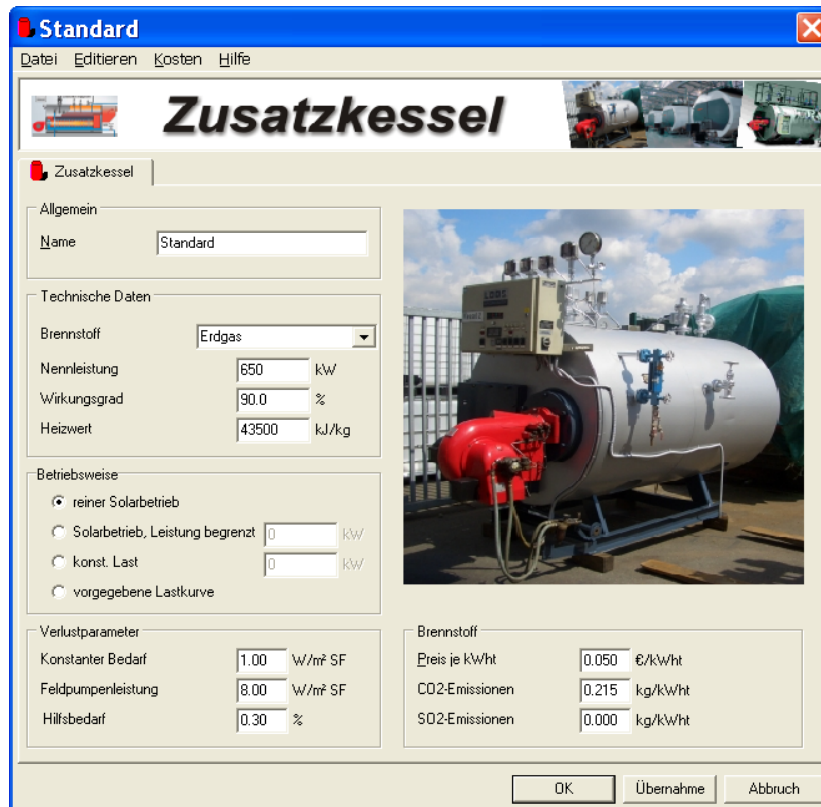 Standard
Datei Editieren Kosten Hilfe
Zusatzkessel
Zusatzkessel
Allgemein
Name Standard
Technische Daten
Brennstoff Erdgas
Nennleistung 650 kW
Wirkungsgrad 90.0 %
Heizwert 43500 kJ/kg
Betriebsweise
reiner Solarbetrieb
Solarbetrieb, Leistung begrenzt 0 kW
konst. Last 0 kW
vorgegebene Lastkurve
Verlustparameter
Konstanter Bedarf 1.00 W/m² SF
Feldpumpenleistung 8.00 W/m² SF
Hilfsbedarf 0.30 %
Brennstoff
Preis je kWht 0.050 €/kWht
CO2-Emissionen 0.215 kg/kWht
SO2-Emissionen 0.000 kg/kWht
OK Übernahme Abbruch